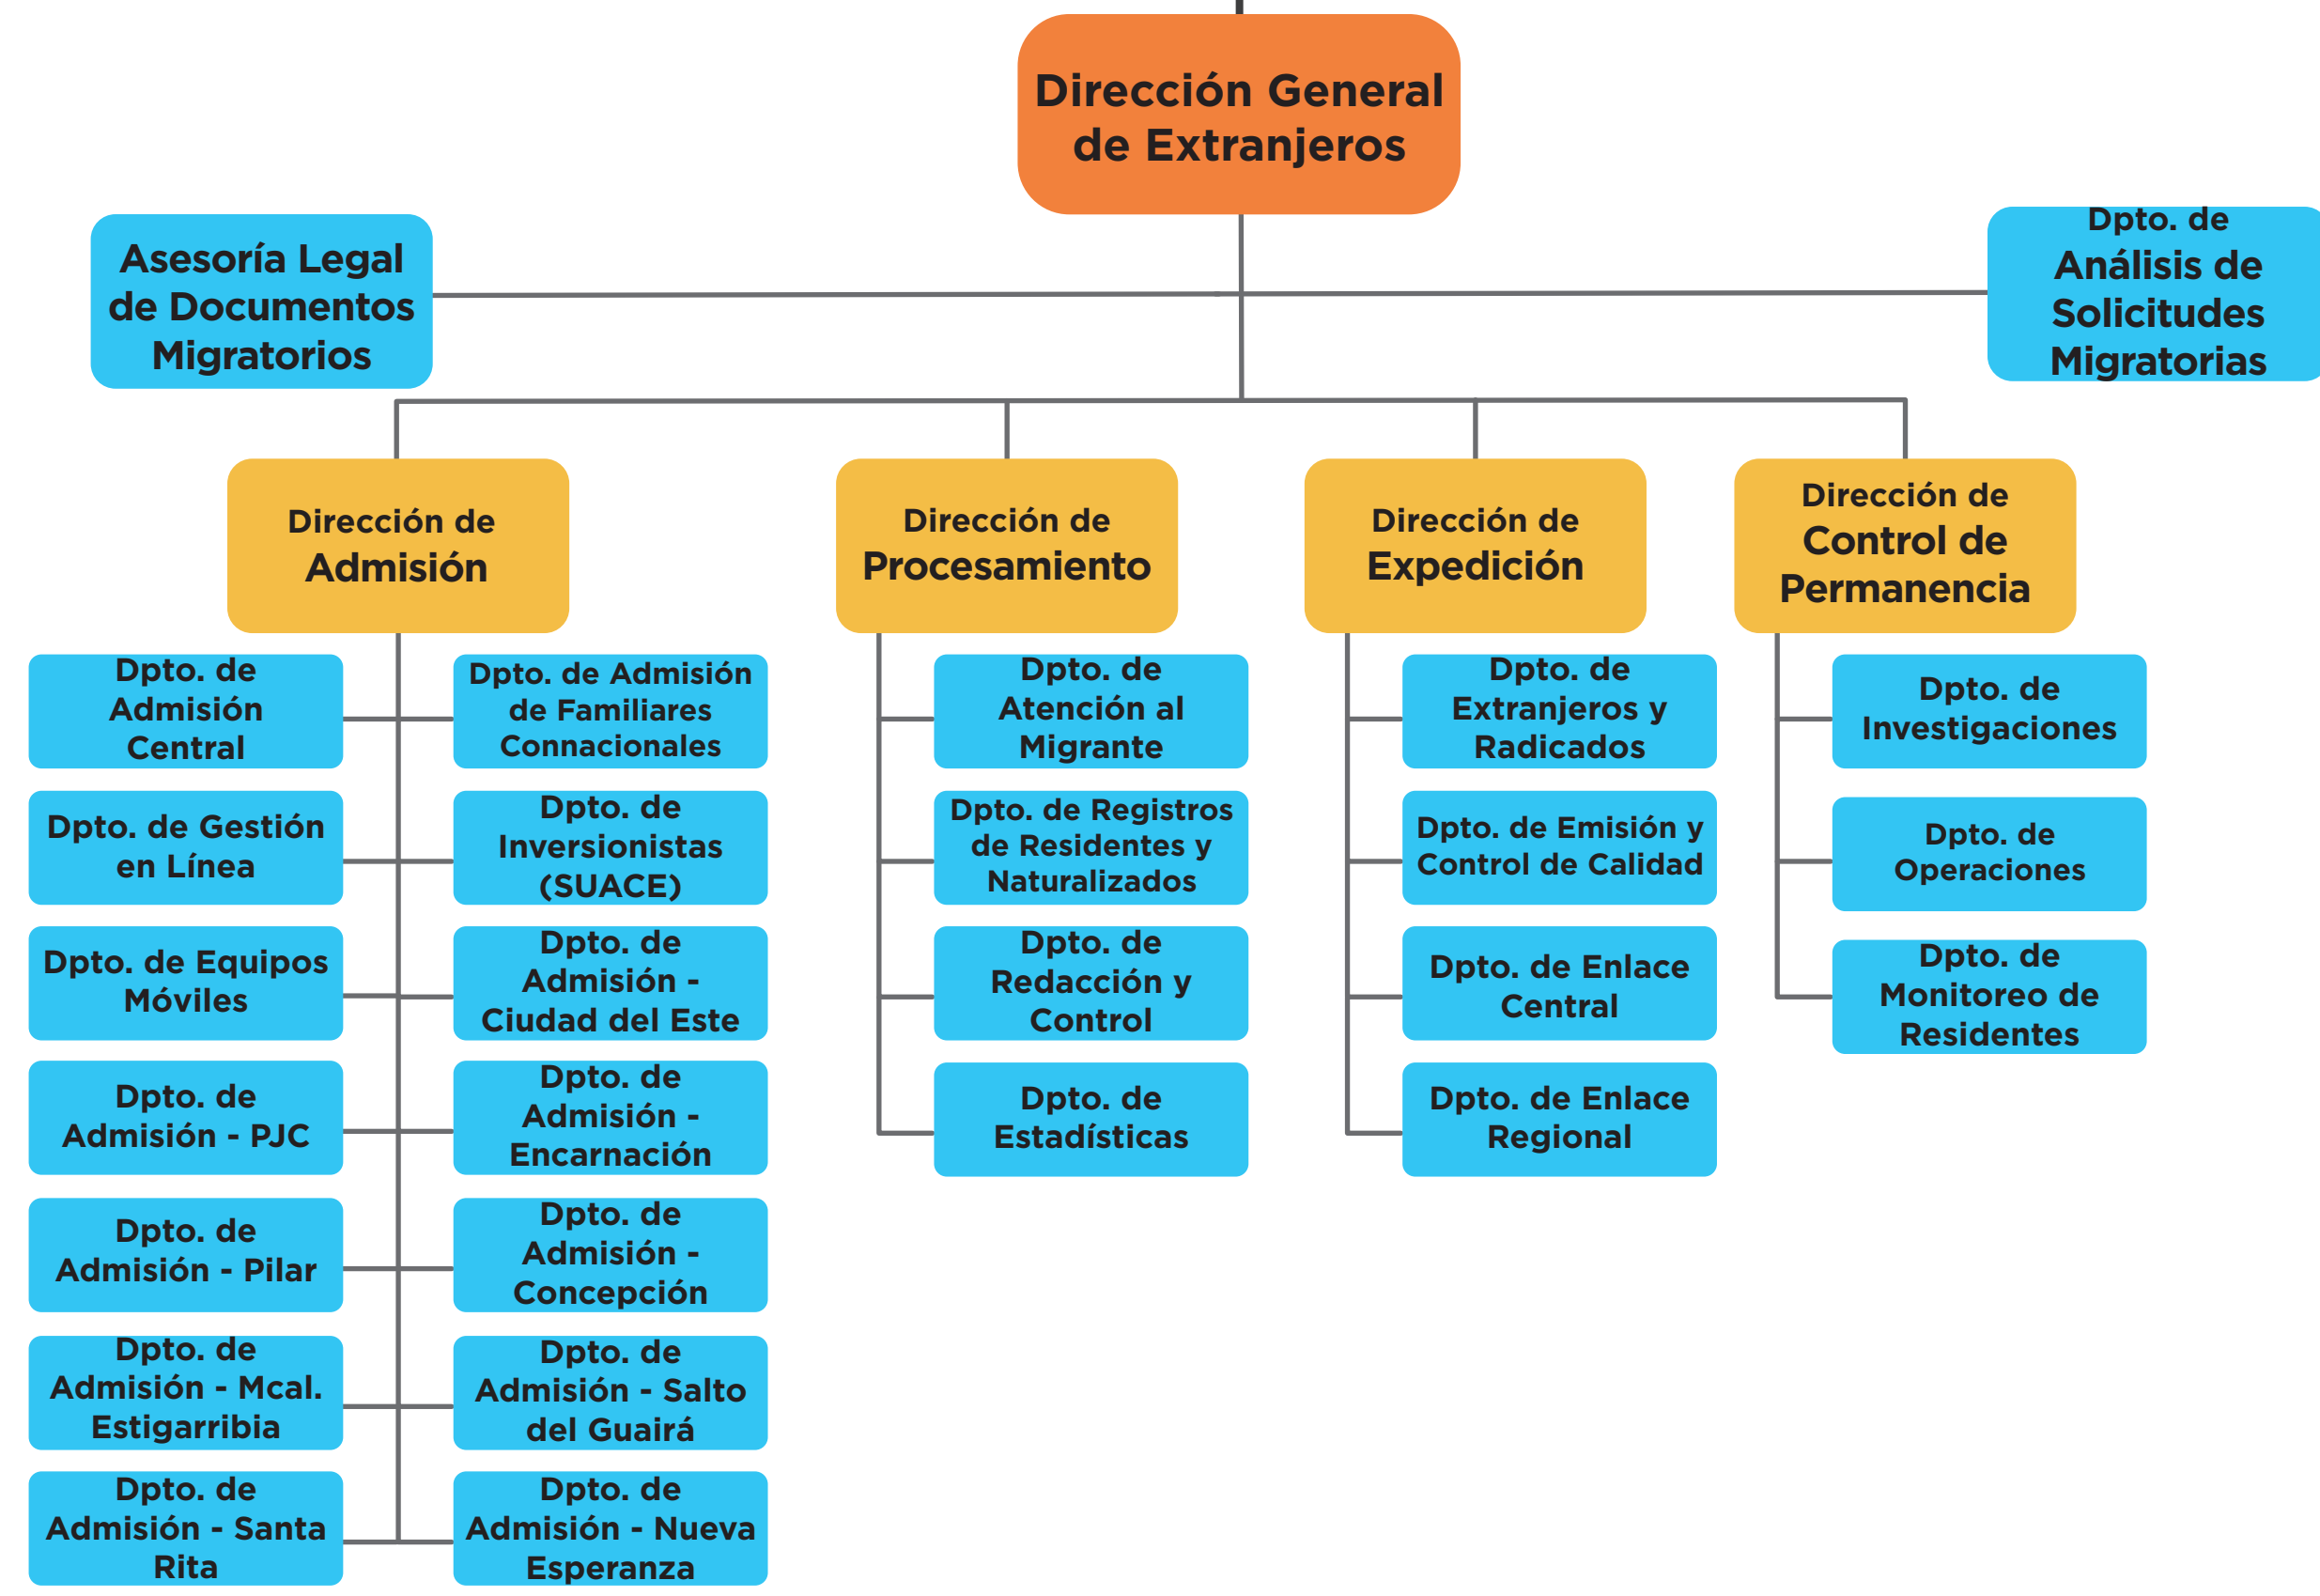 Dirección General
de Extranjeros
Asesoría Legal
de Documentos
Migratorios
Dpto. de
Análisis de
Solicitudes
Migratorias
Dirección de
Admisión
Dirección de
Procesamiento
Dirección de
Expedición
Dirección de
Control de
Permanencia
Dpto. de
Admisión
Central
Dpto. de Admisión
de Familiares
Connacionales
Dpto. de Gestión
en Línea
Dpto. de
Inversionistas
(SUACE)
Dpto. de Equipos
Móviles
Dpto. de
Admisión -
Ciudad del Este
Dpto. de
Admisión - PJC
Dpto. de
Admisión -
Encarnación
Dpto. de
Admisión - Pilar
Dpto. de
Admisión -
Concepción
Dpto. de
Admisión - Mcal.
Estigarribia
Dpto. de
Admisión - Salto
del Guairá
Dpto. de
Admisión - Santa
Rita
Dpto. de
Admisión - Nueva
Esperanza
Dpto. de
Atención al
Migrante
Dpto. de Registros
de Residentes y
Naturalizados
Dpto. de
Redacción y
Control
Dpto. de
Estadísticas
Dpto. de
Extranjeros y
Radicados
Dpto. de Emisión y
Control de Calidad
Dpto. de Enlace
Central
Dpto. de Enlace
Regional
Dpto. de
Investigaciones
Dpto. de
Operaciones
Dpto. de
Monitoreo de
Residentes